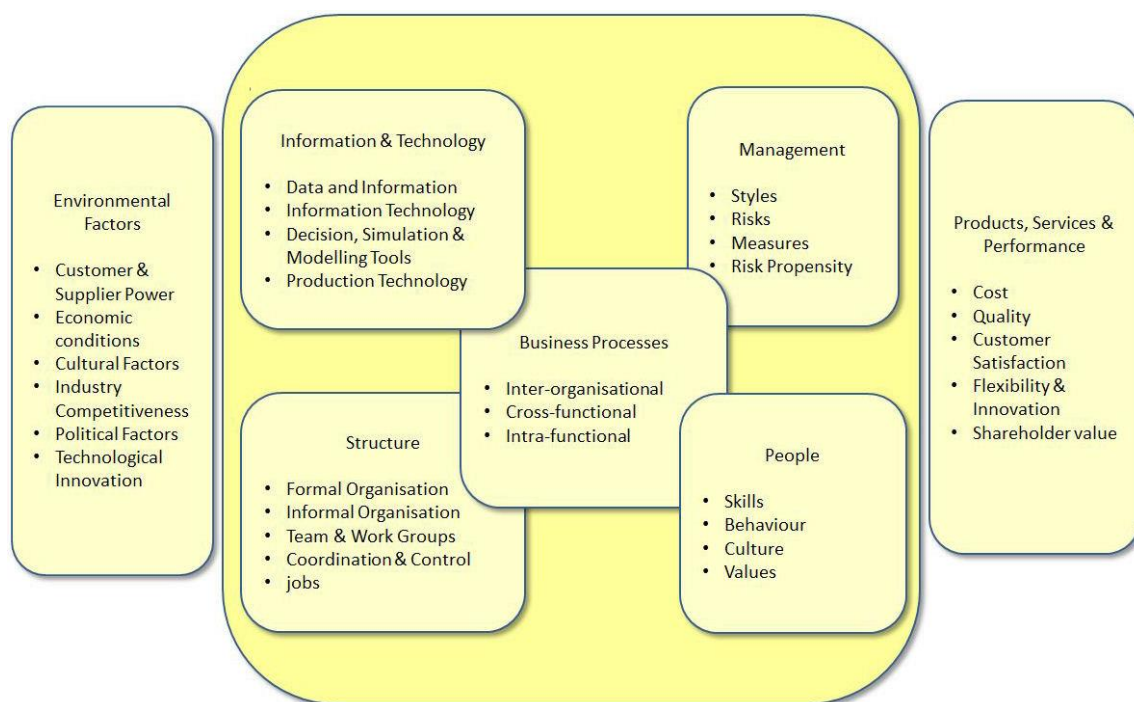 Environmental
Factors
• Customer &
Supplier Power
• Economic
conditions
• Cultural Factors
• Industry
Competitiveness
• Political Factors
• Technological
Innovation
Information & Technology
• Data and Information
• Information Technology
• Decision, Simulation &
Modelling Tools
• Production Technology
Management
• Styles
• Risks
• Measures
• Risk Propensity
Business Processes
• Inter-organisational
• Cross-functional
• Intra-functional
Structure
• Formal Organisation
• Informal Organisation
• Team & Work Groups
• Coordination & Control
• jobs
People
• Skills
• Behaviour
• Culture
• Values
Products, Services &
Performance
• Cost
• Quality
• Customer
Satisfaction
• Flexibility &
Innovation
• Shareholder value